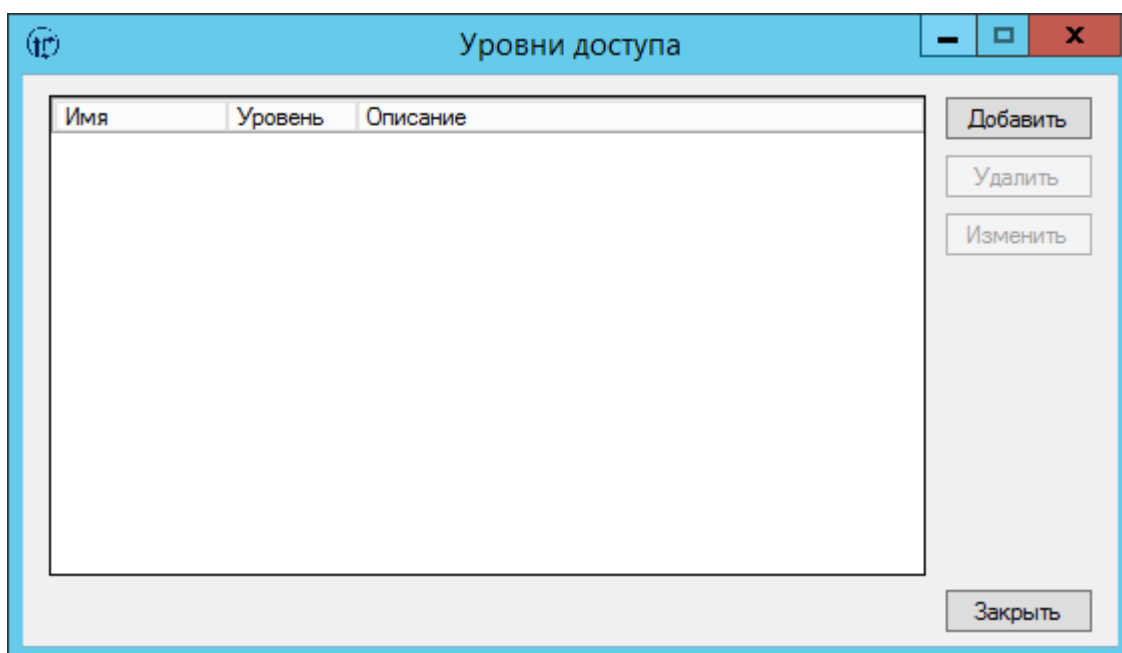 Уровни доступа
Имя Уровень Описание
Добавить
Удалить
Изменить
Закрыть